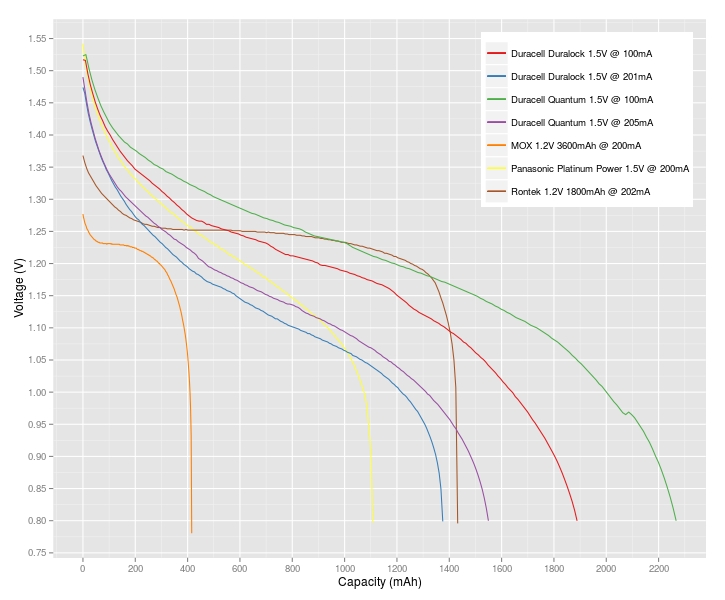 1.55
1.50
1.45
1.40
1.35
1.30
1.25
1.20
1.15
1.10
1.05
1.00
0.95
0.90
0.85
0.80
0.75
Voltage (V)
Duracell Duralock 1.5V @ 100mA
Duracell Duralock 1.5V @ 201mA
Duracell Quantum 1.5V @ 100mA
Duracell Quantum 1.5V @ 205mA
MOX 1.2V 3600mAh @ 200mA
Panasonic Platinum Power 1.5V @ 200mA
Rontek 1.2V 1800mAh @ 202mA
0 200 400 600 800 1000 1200 1400 1600 1800 2000 2200
Capacity (mAh)